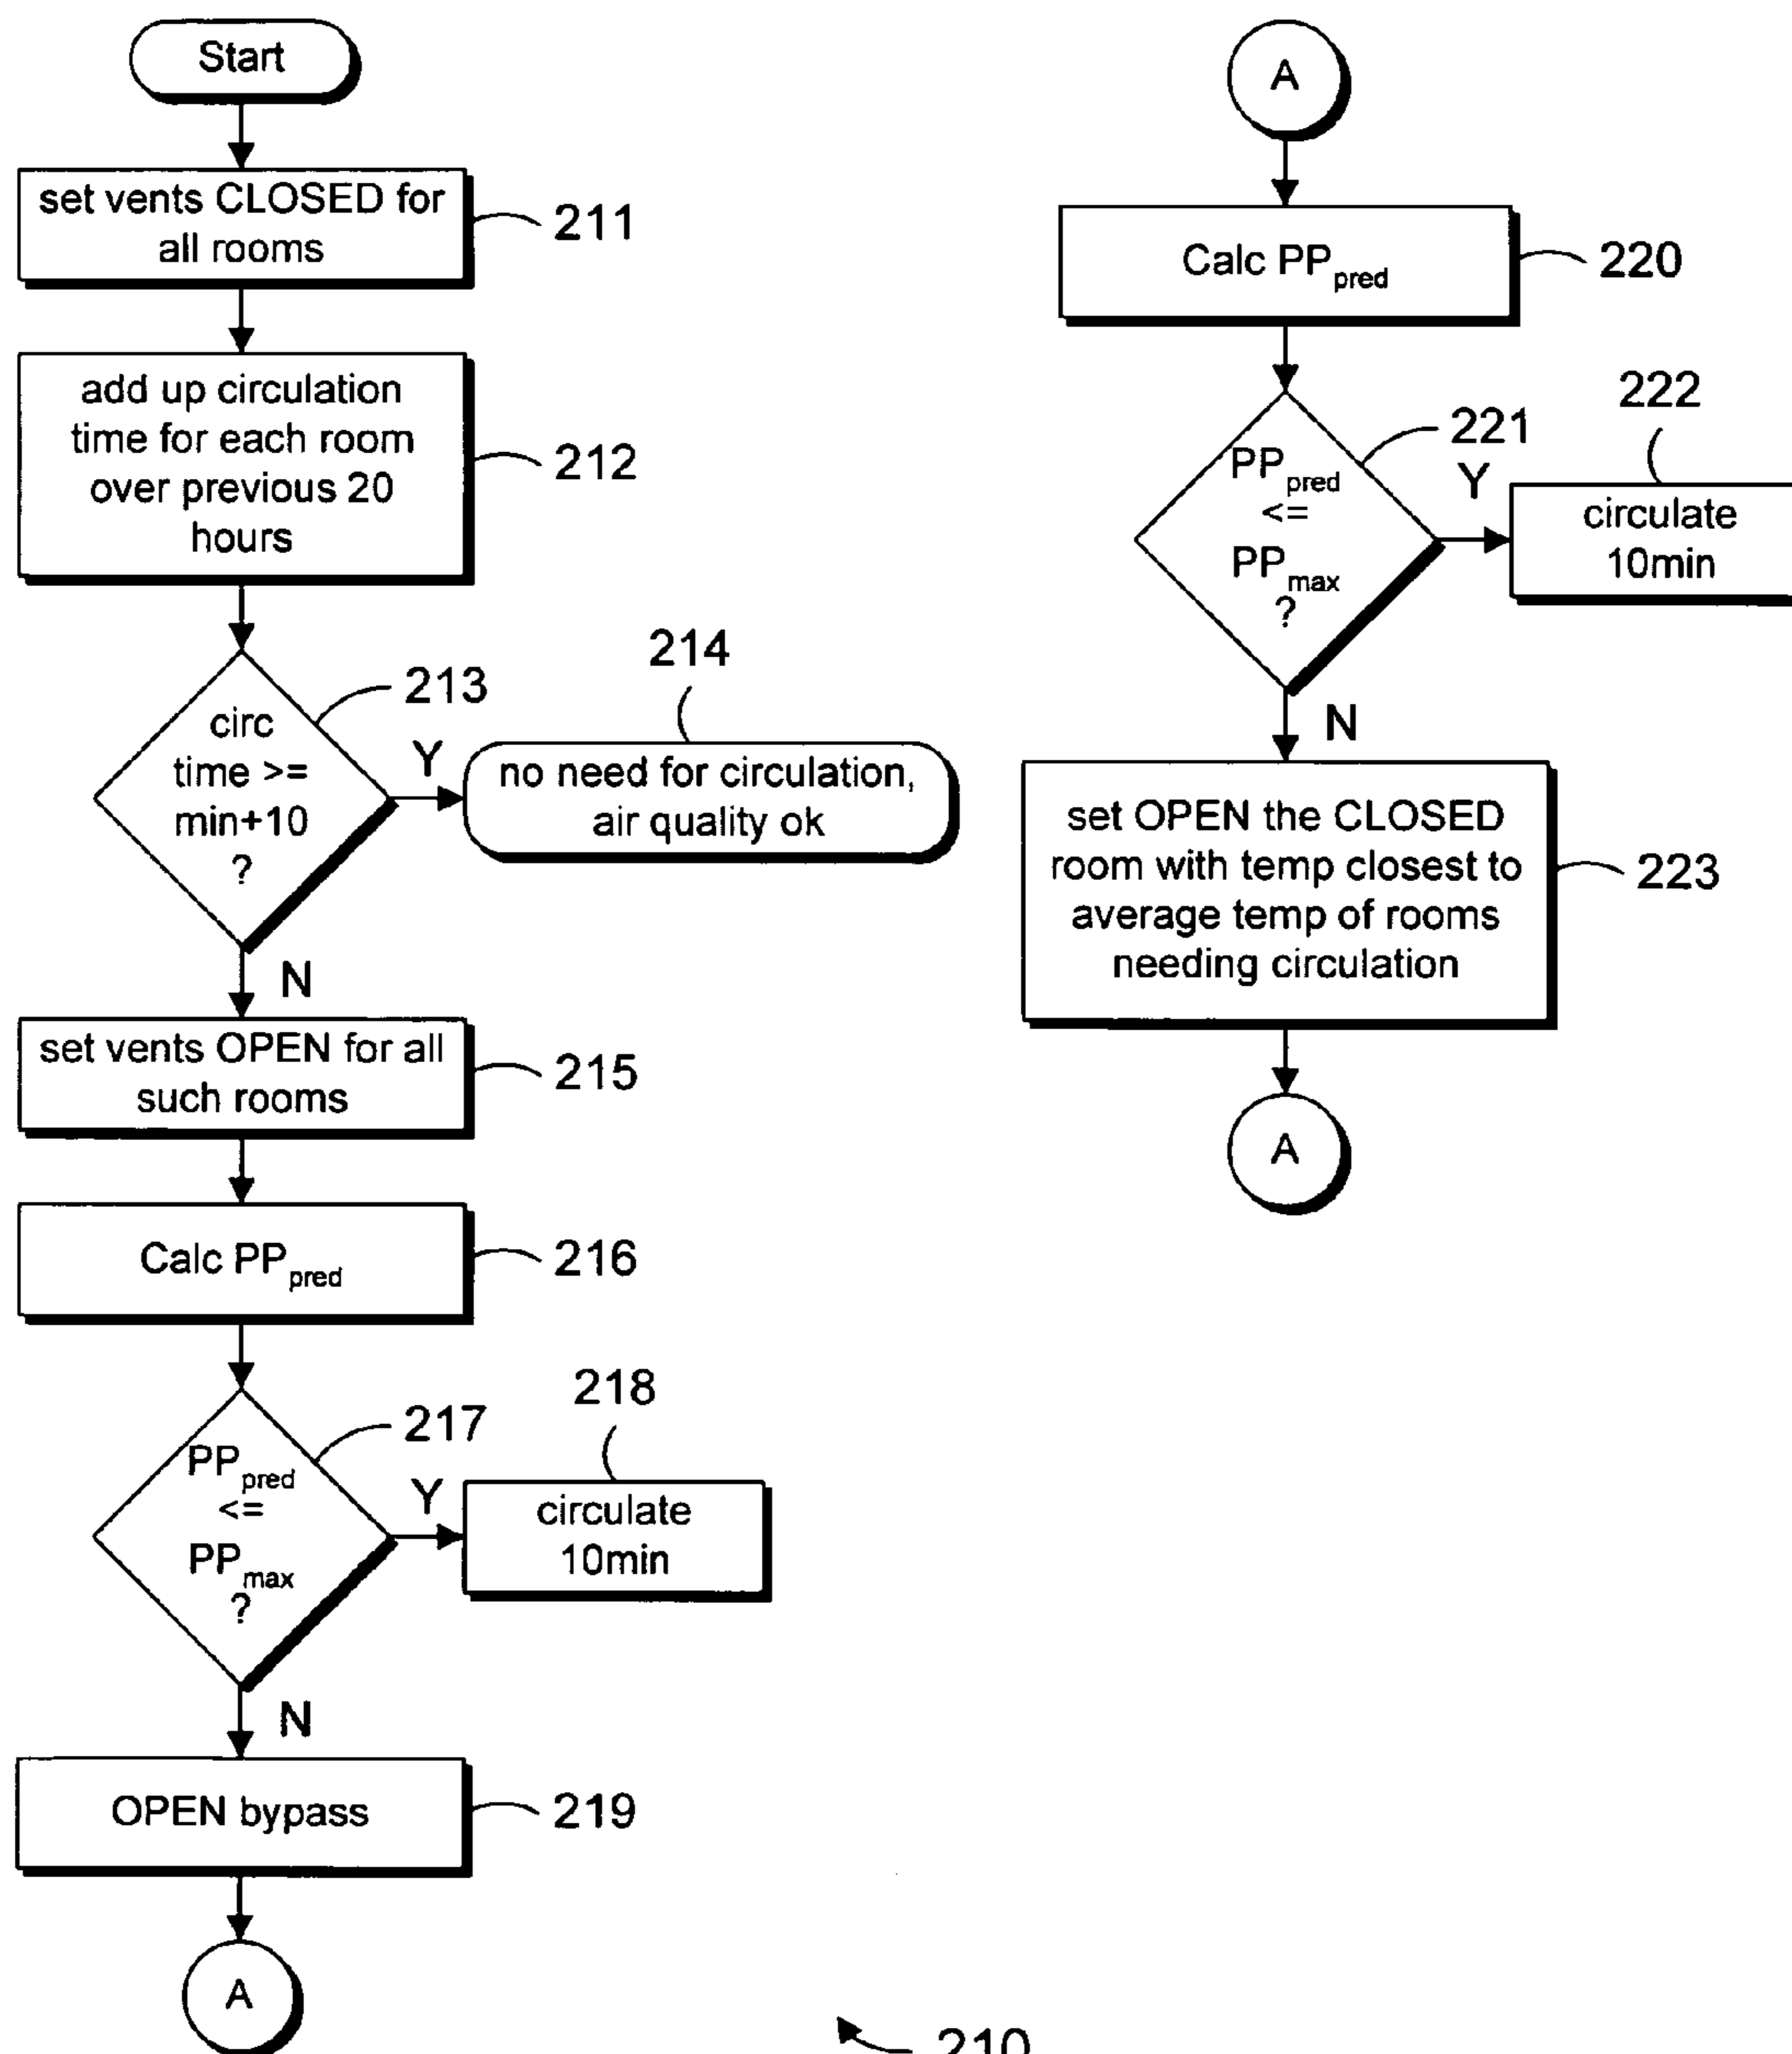 Start
set vents CLOSED for
all rooms
211
add up circulation
time for each room
over previous 20
hours
212
213
circ
time >=
min+10
?
Y
214
no need for circulation,
air quality ok
N
set vents OPEN for all
such rooms
215
Calc PPpred
216
217
PPpred
<=
PPmax
?
Y
218
circulate
10min
N
OPEN bypass
219
A
A
Calc PPpred
220
221
PPpred
<=
PPmax
?
Y
222
circulate
10min
N
set OPEN the CLOSED
room with temp closest to
average temp of rooms
needing circulation
223
A
210